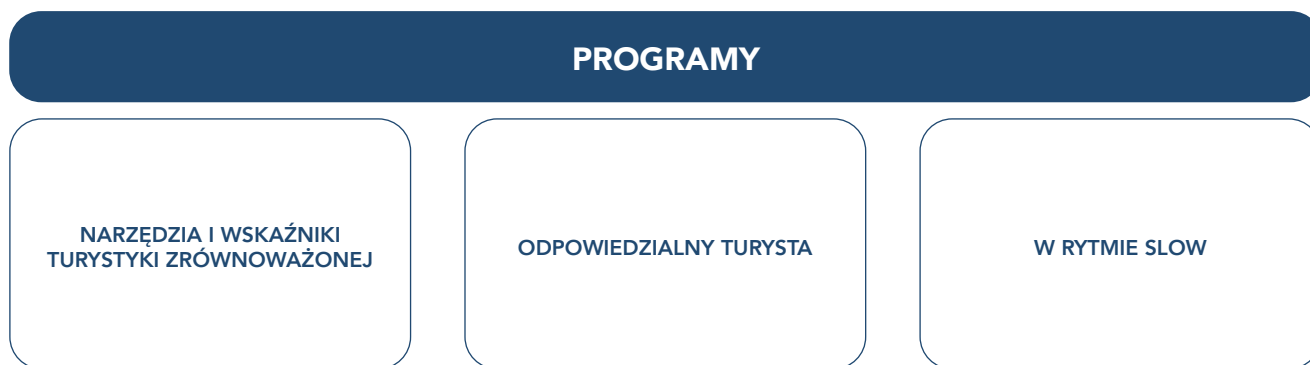 PROGRAMY
NARZĘDZIA I WSKAŹNIKI
TURYSTYKI ZRÓWNOWAŻONEJ
ODPOWIEDZIALNY TURYSTA
W RYTMIE SLOW